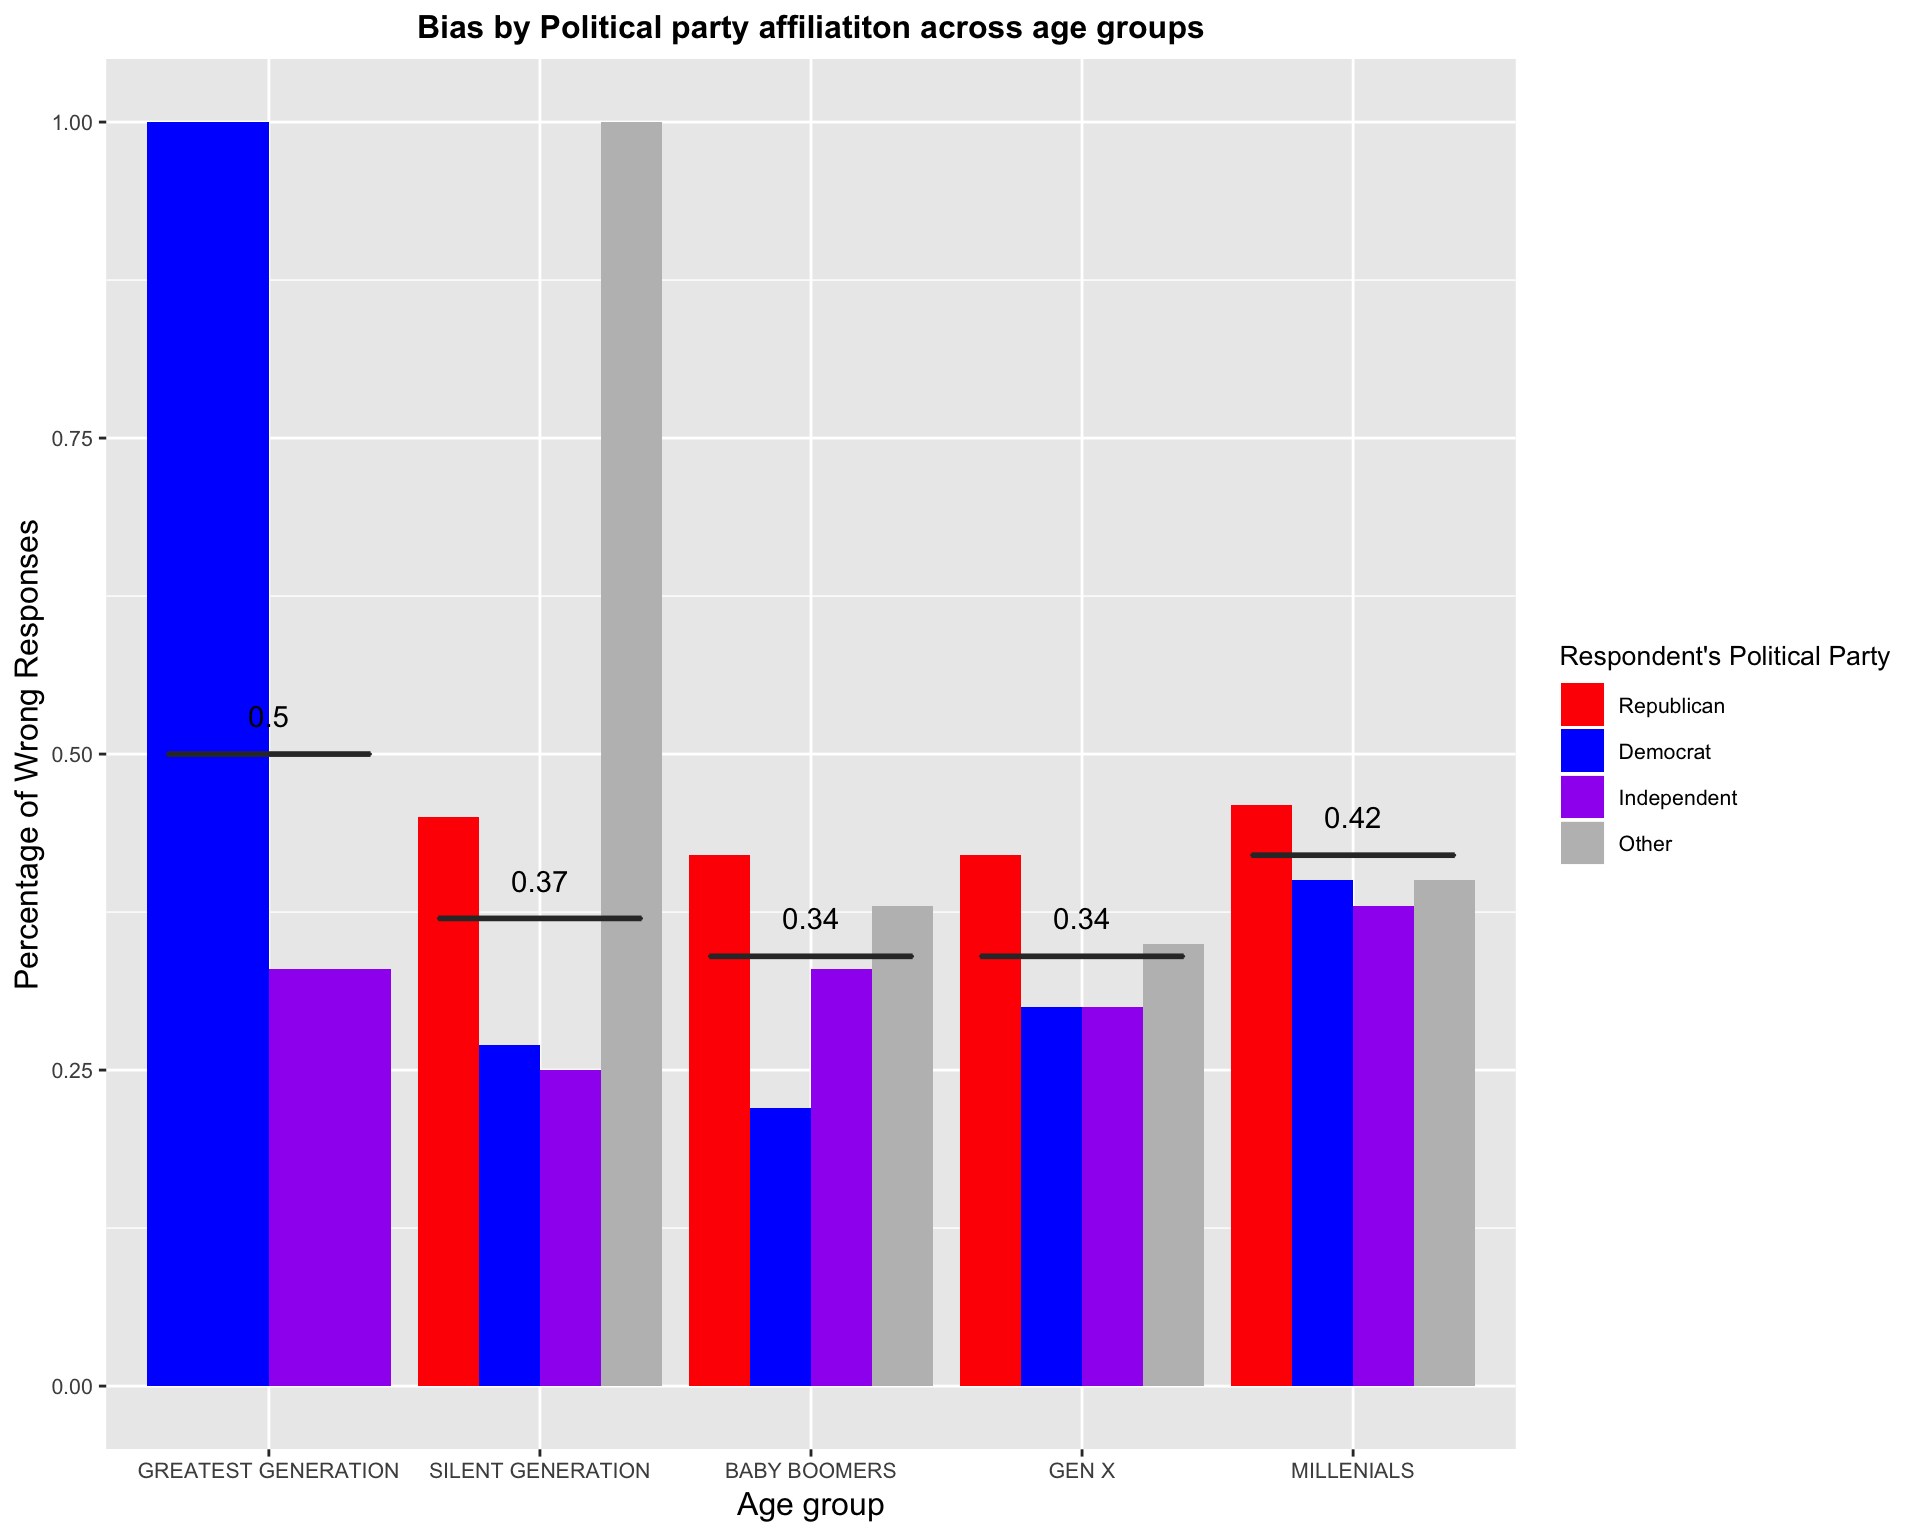 Bias by Political party affiliatiton across age groups
Percentage of Wrong Responses
1.00
0.75
0.50
0.25
0.00
0.5
0.37
0.34
0.34
0.42
GREATEST GENERATION
SILENT GENERATION
BABY BOOMERS
GEN X
MILLENIALS
Age group
Respondent's Political Party
Republican
Democrat
Independent
Other